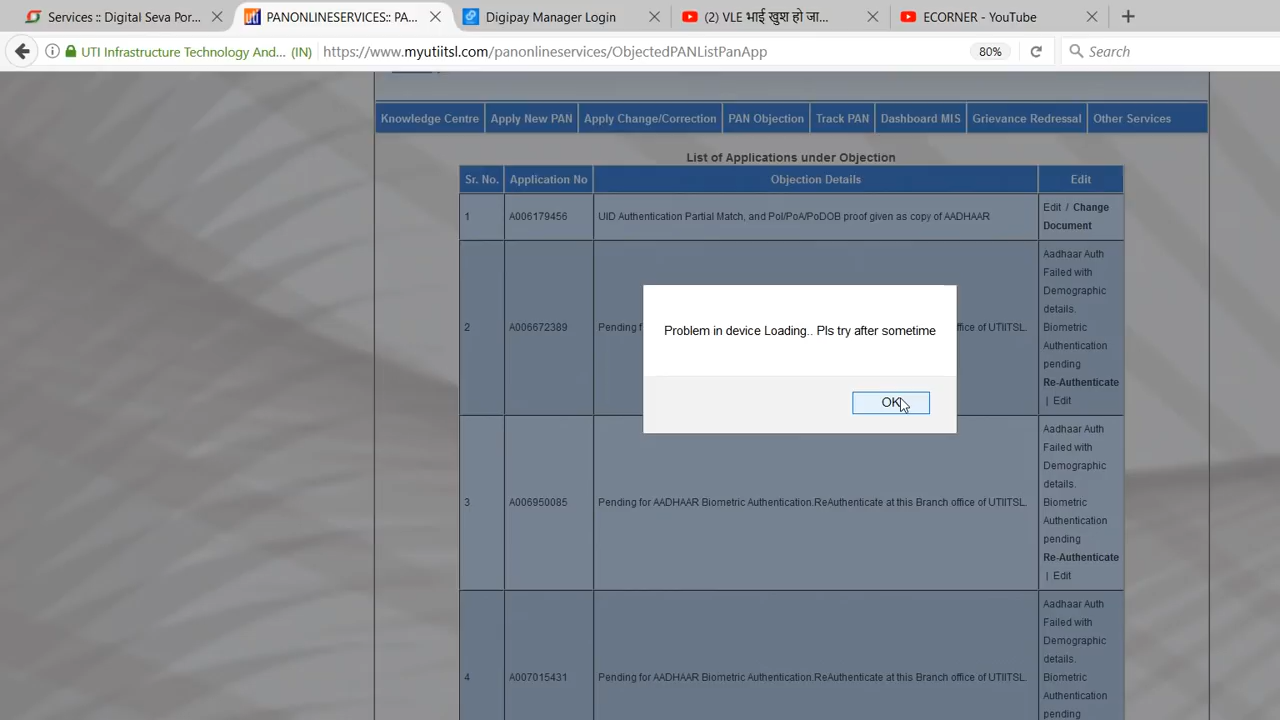 Services :: Digital Seva Por...
PANONLINESERVICES:: PA...
Digipay Manager Login
(2) VLE भाई खुश हो जा...
ECORNER - YouTube
UTI Infrastructure Technology And... (IN)
https://www.myutiitsl.com/panonlineservices/ObjectedPANListPanApp
80%
Search
Knowledge Centre
Apply New PAN
Apply Change/Correction
PAN Objection
Track PAN
Dashboard MIS
Grievance Redressal
Other Services
List of Applications under Objection
Sr. No.
Application No
Objection Details
Edit
1
A006179456
UID Authentication Partial Match, and PoI/PoA/PoDOB proof given as copy of AADHAAR
Edit / Change
Document
2
A006672389
Pending f
office of UTIITSL.
Aadhaar Auth
Failed with
Demographic
details.
Biometric
Authentication
pending
Re-Authenticate
| Edit
Problem in device Loading.. Pls try after sometime
OK
3
A006950085
Pending for AADHAAR Biometric Authentication.ReAuthenticate at this Branch office of UTIITSL.
Aadhaar Auth
Failed with
Demographic
details.
Biometric
Authentication
pending
Re-Authenticate
| Edit
4
A007015431
Pending for AADHAAR Biometric Authentication.ReAuthenticate at this Branch office of UTIITSL.
Aadhaar Auth
Failed with
Demographic
details.
Biometric
Authentication
pending